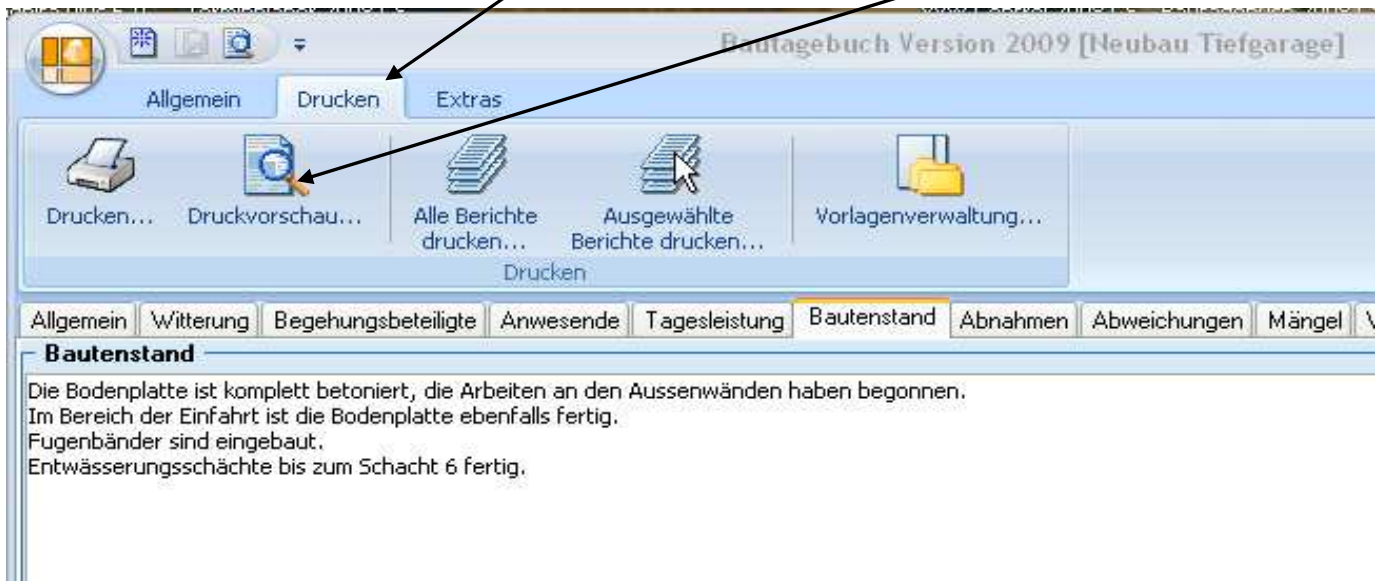 Bautagebuch Version 2009 [Neubau Tiefgarage]
Allgemein Drucken Extras
Drucken... Druckvorschau... Alle Berichte drucken... Ausgewählte Berichte drucken... Vorlagenverwaltung...
Drucken
Allgemein Witterung Begehungsbeteiligte Anwesende Tagesleistung Bautenstand Abnahmen Abweichungen Mängel
Bautenstand
Die Bodenplatte ist komplett betoniert, die Arbeiten an den Aussenwänden haben begonnen.
Im Bereich der Einfahrt ist die Bodenplatte ebenfalls fertig.
Fugenbänder sind eingebaut.
Entwässerungsschächte bis zum Schacht 6 fertig.